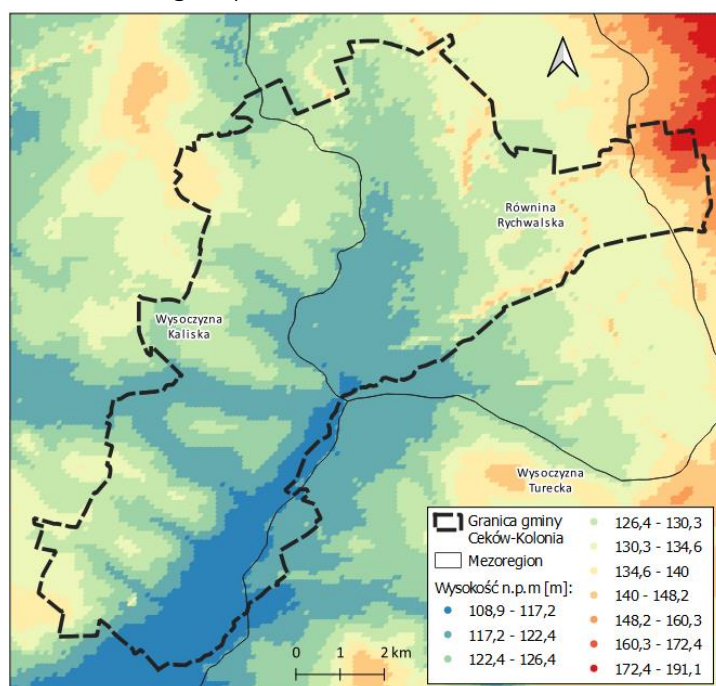 Równina
Rychwalska
Wysoczyzna
Kaliska
Wysoczyzna
Turecka
Granica gminy
Ceków-Kolonia
Mezoregion
Wysokość n.p.m [m]:
108,9 - 117,2
117,2 - 122,4
122,4 - 126,4
126,4 - 130,3
130,3 - 134,6
134,6 - 140
140 - 148,2
148,2 - 160,3
160,3 - 172,4
172,4 - 191,1
0 1 2 km